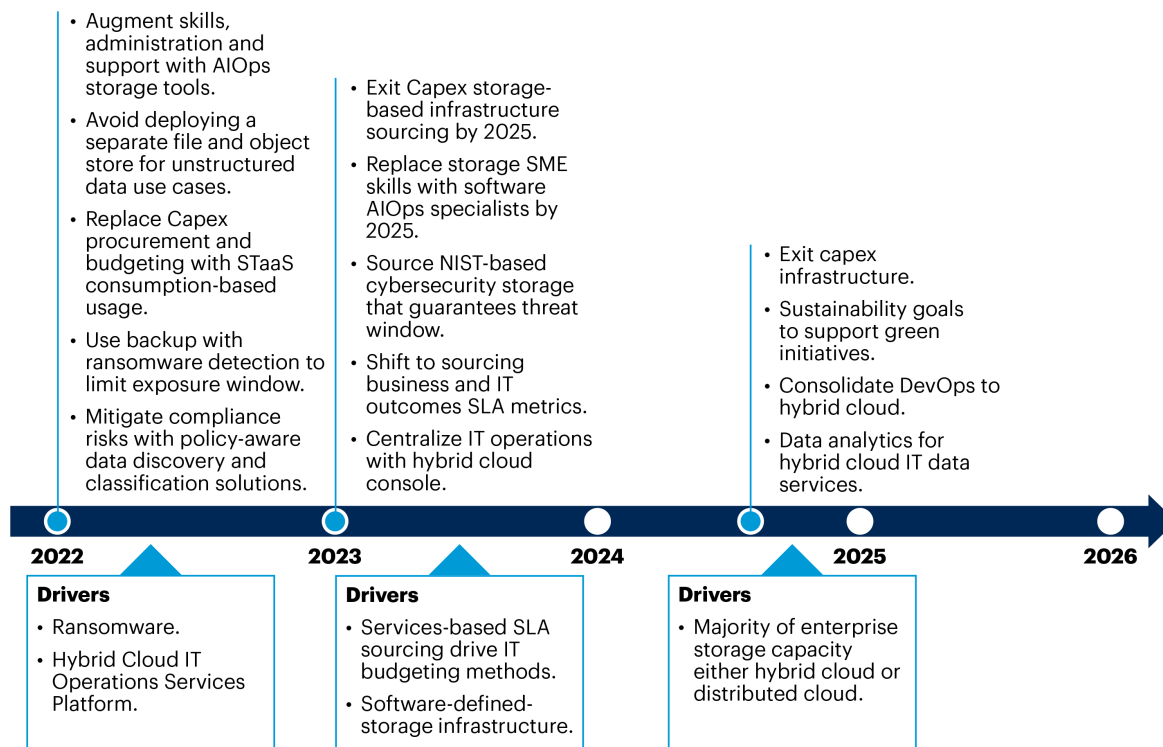 • Augment skills,
administration and
support with AIOps
storage tools.
• Avoid deploying a
separate file and object
store for unstructured
data use cases.
• Replace Capex
procurement and
budgeting with STaaS
consumption-based
usage.
• Use backup with
ransomware detection to
limit exposure window.
• Mitigate compliance
risks with policy-aware
data discovery and
classification solutions.
• Exit Capex storage-
based infrastructure
sourcing by 2025.
• Replace storage SME
skills with software
AIOps specialists by
2025.
• Source NIST-based
cybersecurity storage
that guarantees threat
window.
• Shift to sourcing
business and IT
outcomes SLA metrics.
• Centralize IT operations
with hybrid cloud
console.
• Exit capex
infrastructure.
• Sustainability goals
to support green
initiatives.
• Consolidate DevOps to
hybrid cloud.
• Data analytics for
hybrid cloud IT data
services.
2022
2023
2024
2025
2026
Drivers
• Ransomware.
• Hybrid Cloud IT
Operations Services
Platform.
Drivers
• Services-based SLA
sourcing drive IT
budgeting methods.
• Software-defined-
storage infrastructure.
Drivers
• Majority of enterprise
storage capacity
either hybrid cloud or
distributed cloud.